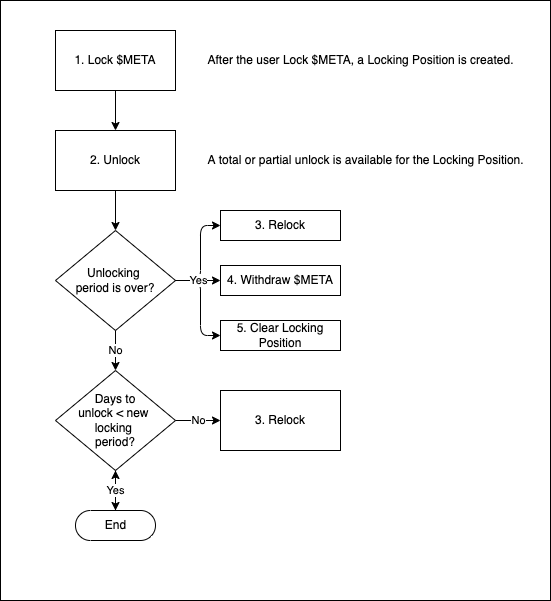 1. Lock $META
After the user Lock $META, a Locking Position is created.
2. Unlock
A total or partial unlock is available for the Locking Position.
Unlocking
period is over?
Yes
3. Relock
4. Withdraw $META
5. Clear Locking
Position
No
Days to
unlock < new
locking
period?
No
3. Relock
Yes
End